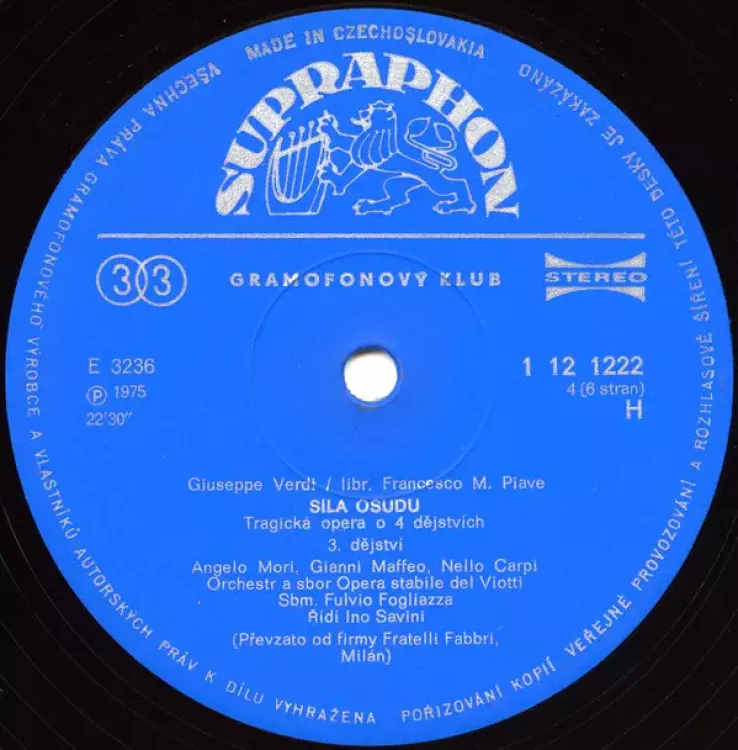 MADE IN CZECHOSLOVAKIA
SUPRAPHON
33
GRAMOFONOVÝ KLUB
STEREO
E 3236
Ⓟ 1975
22'30"
1 12 1222
4 (6 stran)
H
Giuseppe Verdi / libr. Francesco M. Piave
SÍLA OSUDU
Tragická opera o 4 dějstvích
3. dějství
Angelo Mori, Gianni Maffeo, Nello Carpi
Orchestr a sbor Opera stabile del Viotti
Sbm. Fulvio Fogliazza
Řídí Ino Savini
(Převzato od firmy Fratelli Fabbri,
Milán)
VŠECHNA PRÁVA GRAMOFONOVÉHO VÝROBCE A VLASTNÍKŮ AUTORSKÝCH PRÁV K DÍLU VYHRAŽENA POŘIZOVÁNÍ KOPIÍ VEŘEJNÉ PROVOZOVÁNÍ A ROZHLASOVÉ ŠÍŘENÍ TÉTO DESKY JE ZAKÁZÁNO